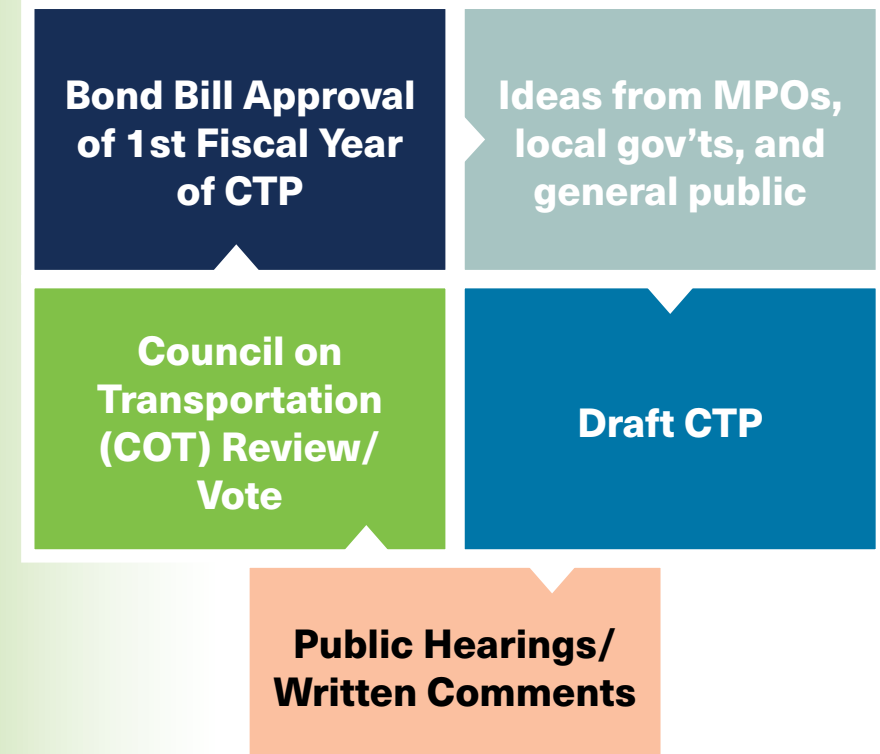 Bond Bill Approval
of 1st Fiscal Year
of CTP
Ideas from MPOs,
local gov’ts, and
general public
Council on
Transportation
(COT) Review/
Vote
Draft CTP
Public Hearings/
Written Comments